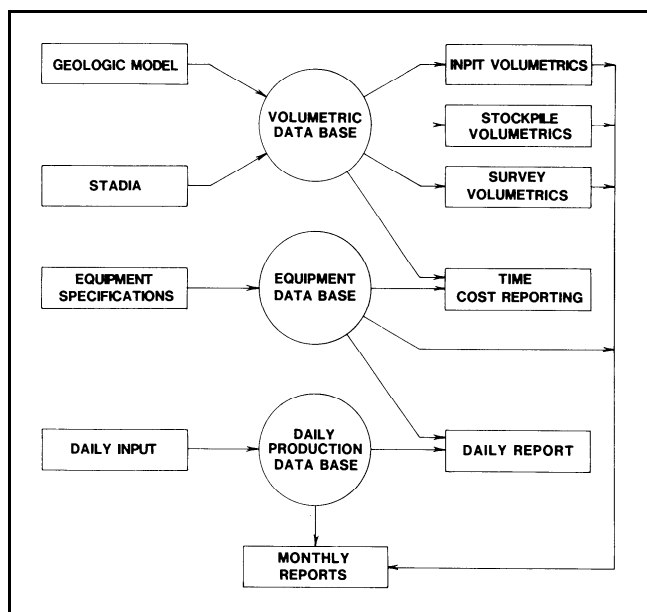 GEOLOGIC MODEL
INPIT VOLUMETRICS
VOLUMETRIC
DATA BASE
STOCKPILE
VOLUMETRICS
STADIA
SURVEY
VOLUMETRICS
EQUIPMENT
SPECIFICATIONS
EQUIPMENT
DATA BASE
TIME
COST REPORTING
DAILY INPUT
DAILY
PRODUCTION
DATA BASE
DAILY REPORT
MONTHLY
REPORTS